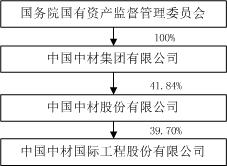 国务院国有资产监督管理委员会
100%
中国中材集团有限公司
41.84%
中国中材股份有限公司
39.70%
中国中材国际工程股份有限公司